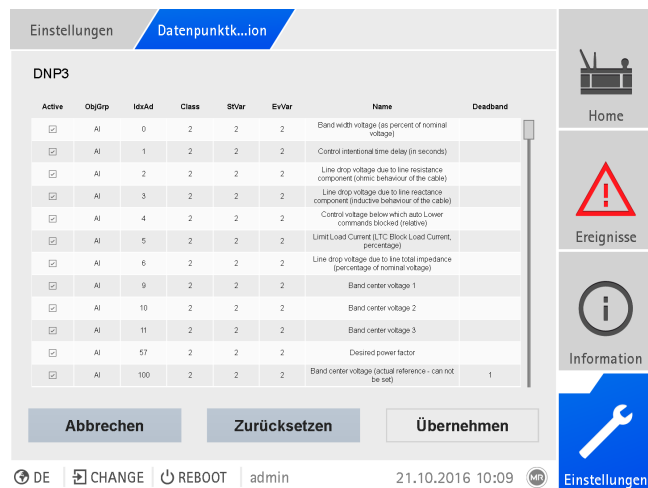 Einstellungen Datenpunktk...ion
DNP3
Active ObjGrp IdxAd Class StVar EvVar Name Deadband
AI 0 2 2 2 Band width voltage (as percent of nominal
voltage)
AI 1 2 2 2 Control intentional time delay (in seconds)
AI 2 2 2 2 Line drop voltage due to line resistance
component (ohmic behaviour of the cable)
AI 3 2 2 2 Line drop voltage due to line reactance
component (inductive behaviour of the cable)
AI 4 2 2 2 Control voltage below which auto Lower
commands blocked (relative)
AI 5 2 2 2 Limit Load Current (LTC Block Load Current,
percentage)
AI 6 2 2 2 Line drop voltage due to line total impedance
(percentage of nominal voltage)
AI 9 2 2 2 Band center voltage 1
AI 10 2 2 2 Band center voltage 2
AI 11 2 2 2 Band center voltage 3
AI 57 2 2 2 Desired power factor
AI 100 2 2 2 Band center voltage (actual reference - can not
be set) 1
Abbrechen Zurücksetzen Übernehmen
DE CHANGE REBOOT admin 21.10.2016 10:09 MR
Home
Ereignisse
Information
Einstellungen